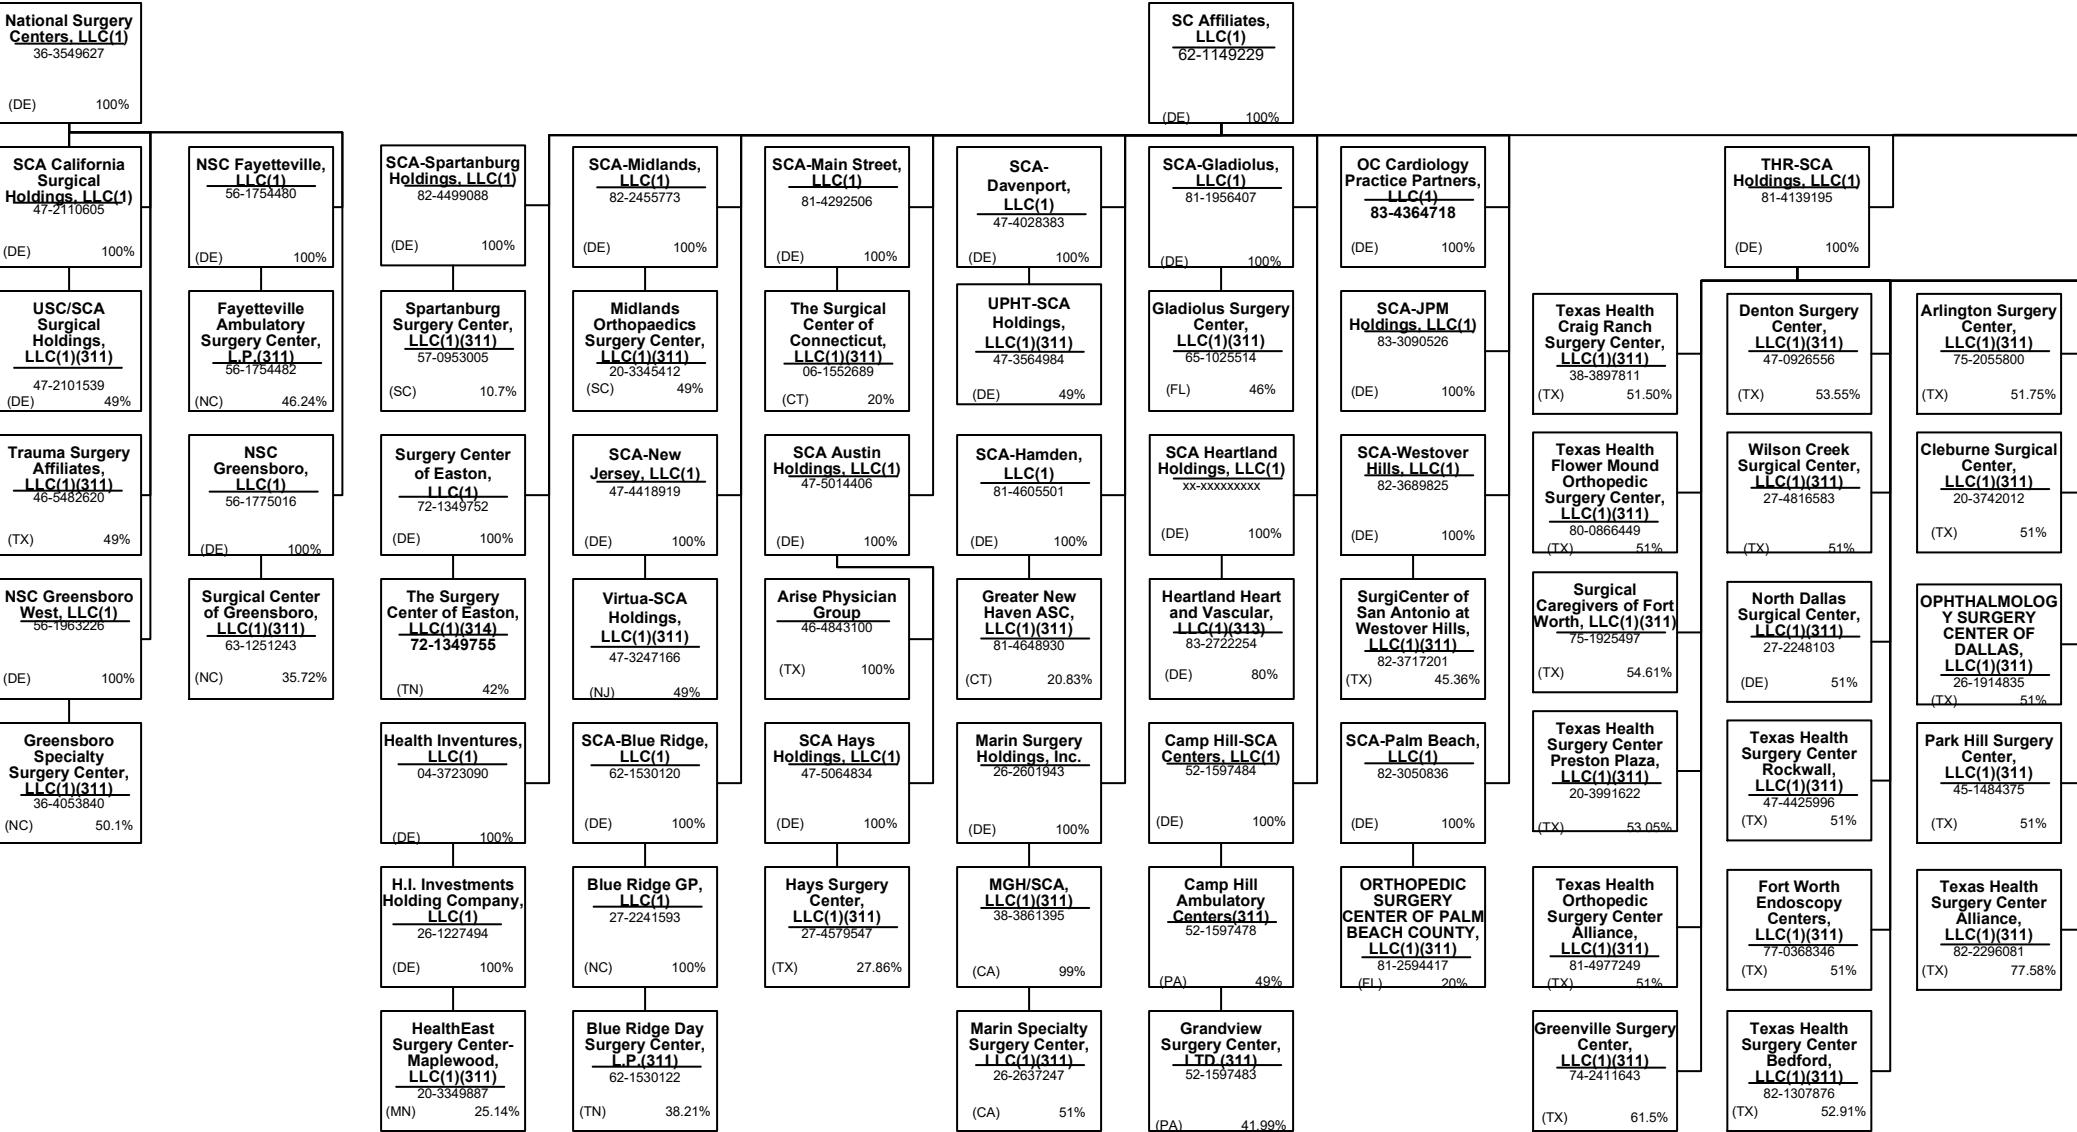 National Surgery
Centers, LLC(1)
36-3549627
(DE) 100%
SC Affiliates,
LLC(1)
62-1149229
(DE) 100%
SCA California
Surgical
Holdings, LLC(1)
47-2110605
(DE) 100%
NSC Fayetteville,
LLC(1)
56-1754480
(DE) 100%
SCA-Spartanburg
Holdings, LLC(1)
82-4499088
(DE) 100%
SCA-Midlands,
LLC(1)
82-2455773
(DE) 100%
SCA-Main Street,
LLC(1)
81-4292506
(DE) 100%
SCA-
Davenport,
LLC(1)
47-4028383
(DE) 100%
SCA-Gladiolus,
LLC(1)
81-1956407
(DE) 100%
OC Cardiology
Practice Partners,
LLC(1)
83-4364718
(DE) 100%
THR-SCA
Holdings, LLC(1)
81-4139195
(DE) 100%
USC/SCA
Surgical
Holdings,
LLC(1)(311)
47-2101539
(DE) 49%
Fayetteville
Ambulatory
Surgery Center,
L.P.(311)
56-1754482
(NC) 46.24%
Spartanburg
Surgery Center,
LLC(1)(311)
57-0953005
(SC) 10.7%
Midlands
Orthopaedics
Surgery Center,
LLC(1)(311)
20-3345412
(SC) 49%
The Surgical
Center of
Connecticut,
LLC(1)(311)
06-1552689
(CT) 20%
UPHT-SCA
Holdings,
LLC(1)(311)
47-3564984
(DE) 49%
Gladiolus Surgery
Center,
LLC(1)(311)
65-1025514
(FL) 46%
SCA-JPM
Holdings, LLC(1)
83-3090526
(DE) 100%
Texas Health
Craig Ranch
Surgery Center,
LLC(1)(311)
38-3897811
(TX) 51.50%
Denton Surgery
Center,
LLC(1)(311)
47-0926556
(TX) 53.55%
Arlington Surgery
Center,
LLC(1)(311)
75-2055800
(TX) 51.75%
Trauma Surgery
Affiliates,
LLC(1)(311)
46-5482620
(TX) 49%
NSC
Greensboro,
LLC(1)
56-1775016
(DE) 100%
Surgery Center
of Easton,
LLC(1)
72-1349752
(DE) 100%
SCA-New
Jersey, LLC(1)
47-4418919
(DE) 100%
SCA Austin
Holdings, LLC(1)
47-5014406
(DE) 100%
SCA-Hamden,
LLC(1)
81-4605501
(DE) 100%
SCA Heartland
Holdings, LLC(1)
xx-xxxxxxxxx
(DE) 100%
SCA-Westover
Hills, LLC(1)
82-3689825
(DE) 100%
Texas Health
Flower Mound
Orthopedic
Surgery Center,
LLC(1)(311)
80-0866449
(TX) 51%
Wilson Creek
Surgical Center,
LLC(1)(311)
27-4816583
(TX) 51%
Cleburne Surgical
Center,
LLC(1)(311)
20-3742012
(TX) 51%
NSC Greensboro
West, LLC(1)
56-1963226
(DE) 100%
Surgical Center
of Greensboro,
LLC(1)(311)
63-1251243
(NC) 35.72%
The Surgery
Center of Easton,
LLC(1)(314)
72-1349755
(TN) 42%
Virtua-SCA
Holdings,
LLC(1)(311)
47-3247166
(NJ) 49%
Arise Physician
Group
46-4843100
(TX) 100%
Greater New
Haven ASC,
LLC(1)(311)
81-4648930
(CT) 20.83%
Heartland Heart
and Vascular,
LLC(1)(313)
83-2722254
(DE) 80%
SurgiCenter of
San Antonio at
Westover Hills,
LLC(1)(311)
82-3717201
(TX) 45.36%
Surgical
Caregivers of Fort
Worth, LLC(1)(311)
75-1925497
(TX) 54.61%
North Dallas
Surgical Center,
LLC(1)(311)
27-2248103
(DE) 51%
OPHTHALMOLOG
Y SURGERY
CENTER OF
DALLAS,
LLC(1)(311)
26-1914835
(TX) 51%
Greensboro
Specialty
Surgery Center,
LLC(1)(311)
36-4053840
(NC) 50.1%
Health Inventures,
LLC(1)
04-3723090
(DE) 100%
SCA-Blue Ridge,
LLC(1)
62-1530120
(DE) 100%
SCA Hays
Holdings, LLC(1)
47-5064834
(DE) 100%
Marin Surgery
Holdings, Inc.
26-2601943
(DE) 100%
Camp Hill-SCA
Centers, LLC(1)
52-1597484
(DE) 100%
SCA-Palm Beach,
LLC(1)
82-3050836
(DE) 100%
Texas Health
Surgery Center
Preston Plaza,
LLC(1)(311)
20-3991622
(TX) 53.05%
Texas Health
Surgery Center
Rockwall,
LLC(1)(311)
47-4425996
(TX) 51%
Park Hill Surgery
Center,
LLC(1)(311)
45-1484375
(TX) 51%
H.I. Investments
Holding Company,
LLC(1)
26-1227494
(DE) 100%
Blue Ridge GP,
LLC(1)
27-2241593
(NC) 100%
Hays Surgery
Center,
LLC(1)(311)
27-4579547
(TX) 27.86%
MGH/SCA,
LLC(1)(311)
38-3861395
(CA) 99%
Camp Hill
Ambulatory
Centers(311)
52-1597478
(PA) 49%
ORTHOPEDIC
SURGERY
CENTER OF PALM
BEACH COUNTY,
LLC(1)(311)
81-2594417
(FL) 20%
Texas Health
Orthopedic
Surgery Center
Alliance,
LLC(1)(311)
81-4977249
(TX) 51%
Fort Worth
Endoscopy
Centers,
LLC(1)(311)
77-0368346
(TX) 51%
Texas Health
Surgery Center
Alliance,
LLC(1)(311)
82-2296081
(TX) 77.58%
HealthEast
Surgery Center-
Maplewood,
LLC(1)(311)
20-3349887
(MN) 25.14%
Blue Ridge Day
Surgery Center,
L.P.(311)
62-1530122
(TN) 38.21%
Marin Specialty
Surgery Center,
LLC(1)(311)
26-2637247
(CA) 51%
Grandview
Surgery Center,
LTD.(311)
52-1597483
(PA) 41.99%
Greenville Surgery
Center,
LLC(1)(311)
74-2411643
(TX) 61.5%
Texas Health
Surgery Center
Bedford,
LLC(1)(311)
82-1307876
(TX) 52.91%